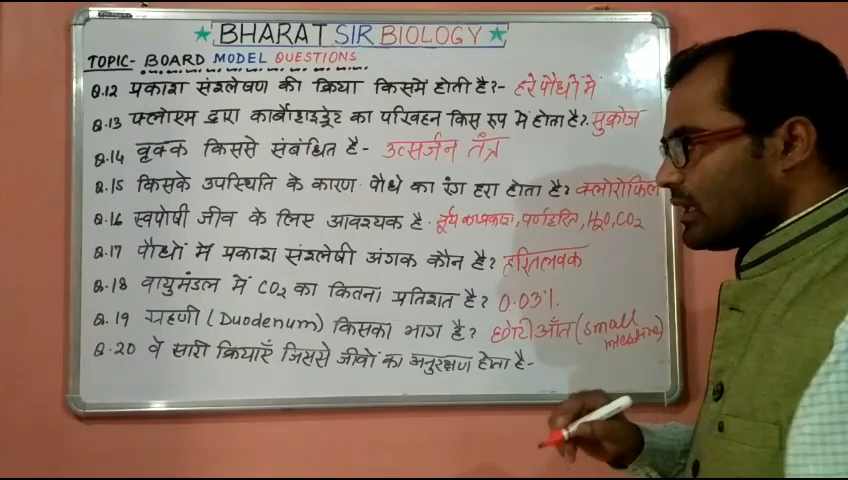 ★ BHARAT SIR BIOLOGY ★
TOPIC- BOARD MODEL QUESTIONS
Q.12 प्रकाश संश्लेषण की क्रिया किसमें होती है?- हरे पौधों में
Q.13 फ्लोएम द्वारा कार्बोहाइड्रेट का परिवहन किस रूप में होता है?- सुक्रोज
Q.14 वृक्क किससे संबंधित है- उत्सर्जन तंत्र
Q.15 किसके उपस्थिति के कारण पौधे का रंग हरा होता है? क्लोरोफिल
Q.16 स्वपोषी जीव के लिए आवश्यक है- सूर्य का प्रकाश, पर्णहरित, H₂O, CO₂
Q.17 पौधों में प्रकाश संश्लेषी अंगक कौन है? हरितलवक
Q.18 वायुमंडल में CO₂ का कितना प्रतिशत है? 0.03%.
Q.19 ग्रहणी (Duodenum) किसका भाग है? छोटी आँत (small intestine)
Q.20 वे सारी क्रियाएँ जिससे जीवों का अनुरक्षण होता है-